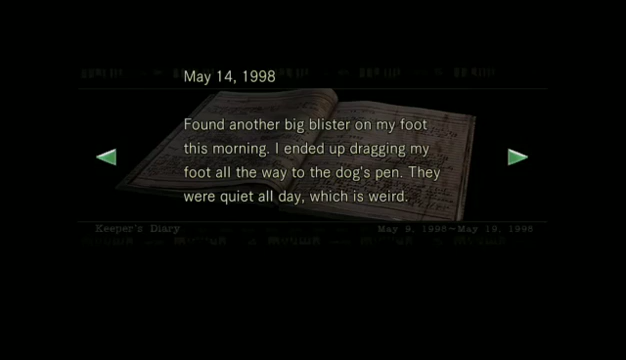 May 14, 1998
Found another big blister on my foot
this morning. I ended up dragging my
foot all the way to the dog's pen. They
were quiet all day, which is weird.
Keeper's Diary
May 9, 1998~May 19, 1998